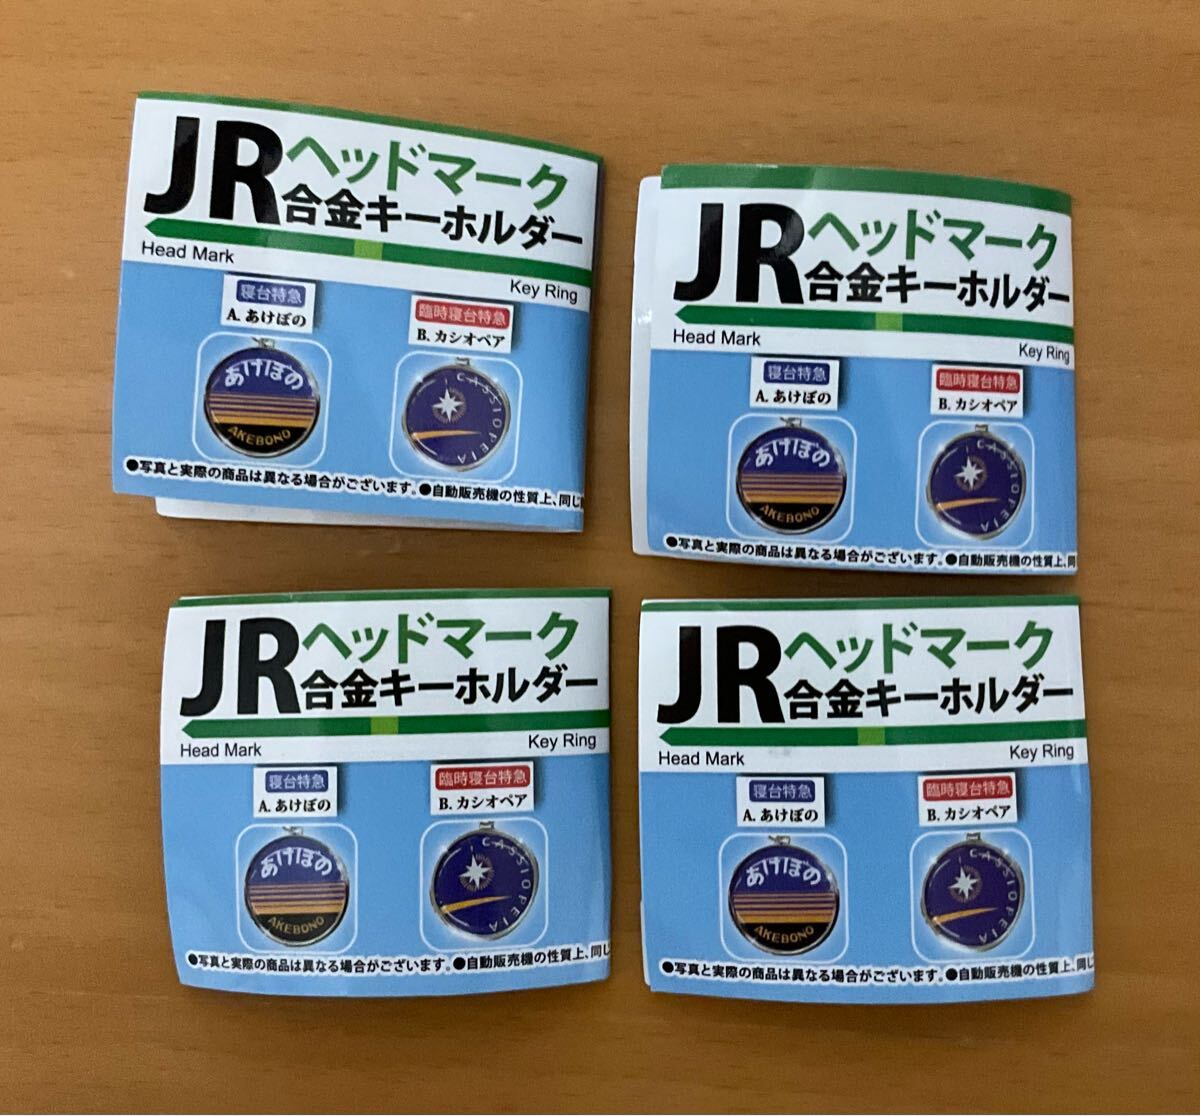 JR ヘッドマーク
合金キーホルダー
Head Mark
Key Ring
寝台特急
A. あけぼの
臨時寝台特急
B. カシオペア
あけぼの
AKEBONO
CASSIOPEIA
●写真と実際の商品は異なる場合がございます。●自動販売機の性質上、同じ
JR ヘッドマーク
合金キーホルダー
Head Mark
Key Ring
寝台特急
A. あけぼの
臨時寝台特急
B. カシオペア
あけぼの
AKEBONO
CASSIOPEIA
●写真と実際の商品は異なる場合がございます。●自動販売機の性質上、同
JR ヘッドマーク
合金キーホルダー
Head Mark
Key Ring
寝台特急
A. あけぼの
臨時寝台特急
B. カシオペア
あけぼの
AKEBONO
CASSIOPEIA
●写真と実際の商品は異なる場合がございます。●自動販売機の性質上、同じ
JR ヘッドマーク
合金キーホルダー
Head Mark
Key Ring
寝台特急
A. あけぼの
臨時寝台特急
B. カシオペア
あけぼの
AKEBONO
CASSIOPEIA
●写真と実際の商品は異なる場合がございます。●自動販売機の性質上、同じ